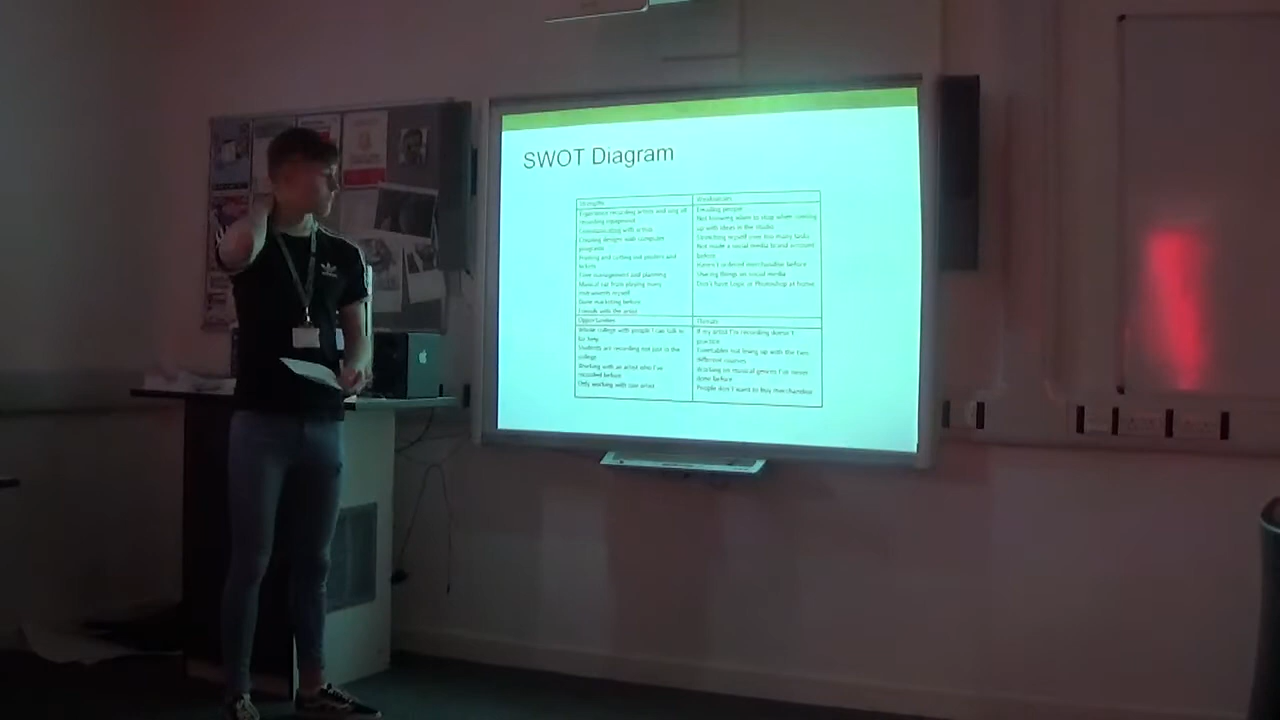 SWOT Diagram
Strengths
Experience recording artists and using all
recording equipment
Communicating with artist
Creating designs with computer
programs
Printing and cutting out posters and
tickets
Time management and planning
Musical ear from playing many
instruments myself
Done marketing before
I work with the artist
Weaknesses
Emailing people
Not knowing when to stop when coming
up with ideas in the studio
Stretching myself over too many tasks
Not made a social media brand account
before
Haven't ordered merchandise before
Sharing things on social media
Don't have Logic or Photoshop at home
Opportunities
Whole college with people I can talk to
for help
Students are recording not just in the
college
Working with an artist who I've
recorded before
Only working with one artist
Threats
If my artist I'm recording doesn't
practice
Timetables not lining up with the two
different courses
Working on musical genres I've never
done before
People don't want to buy merchandise